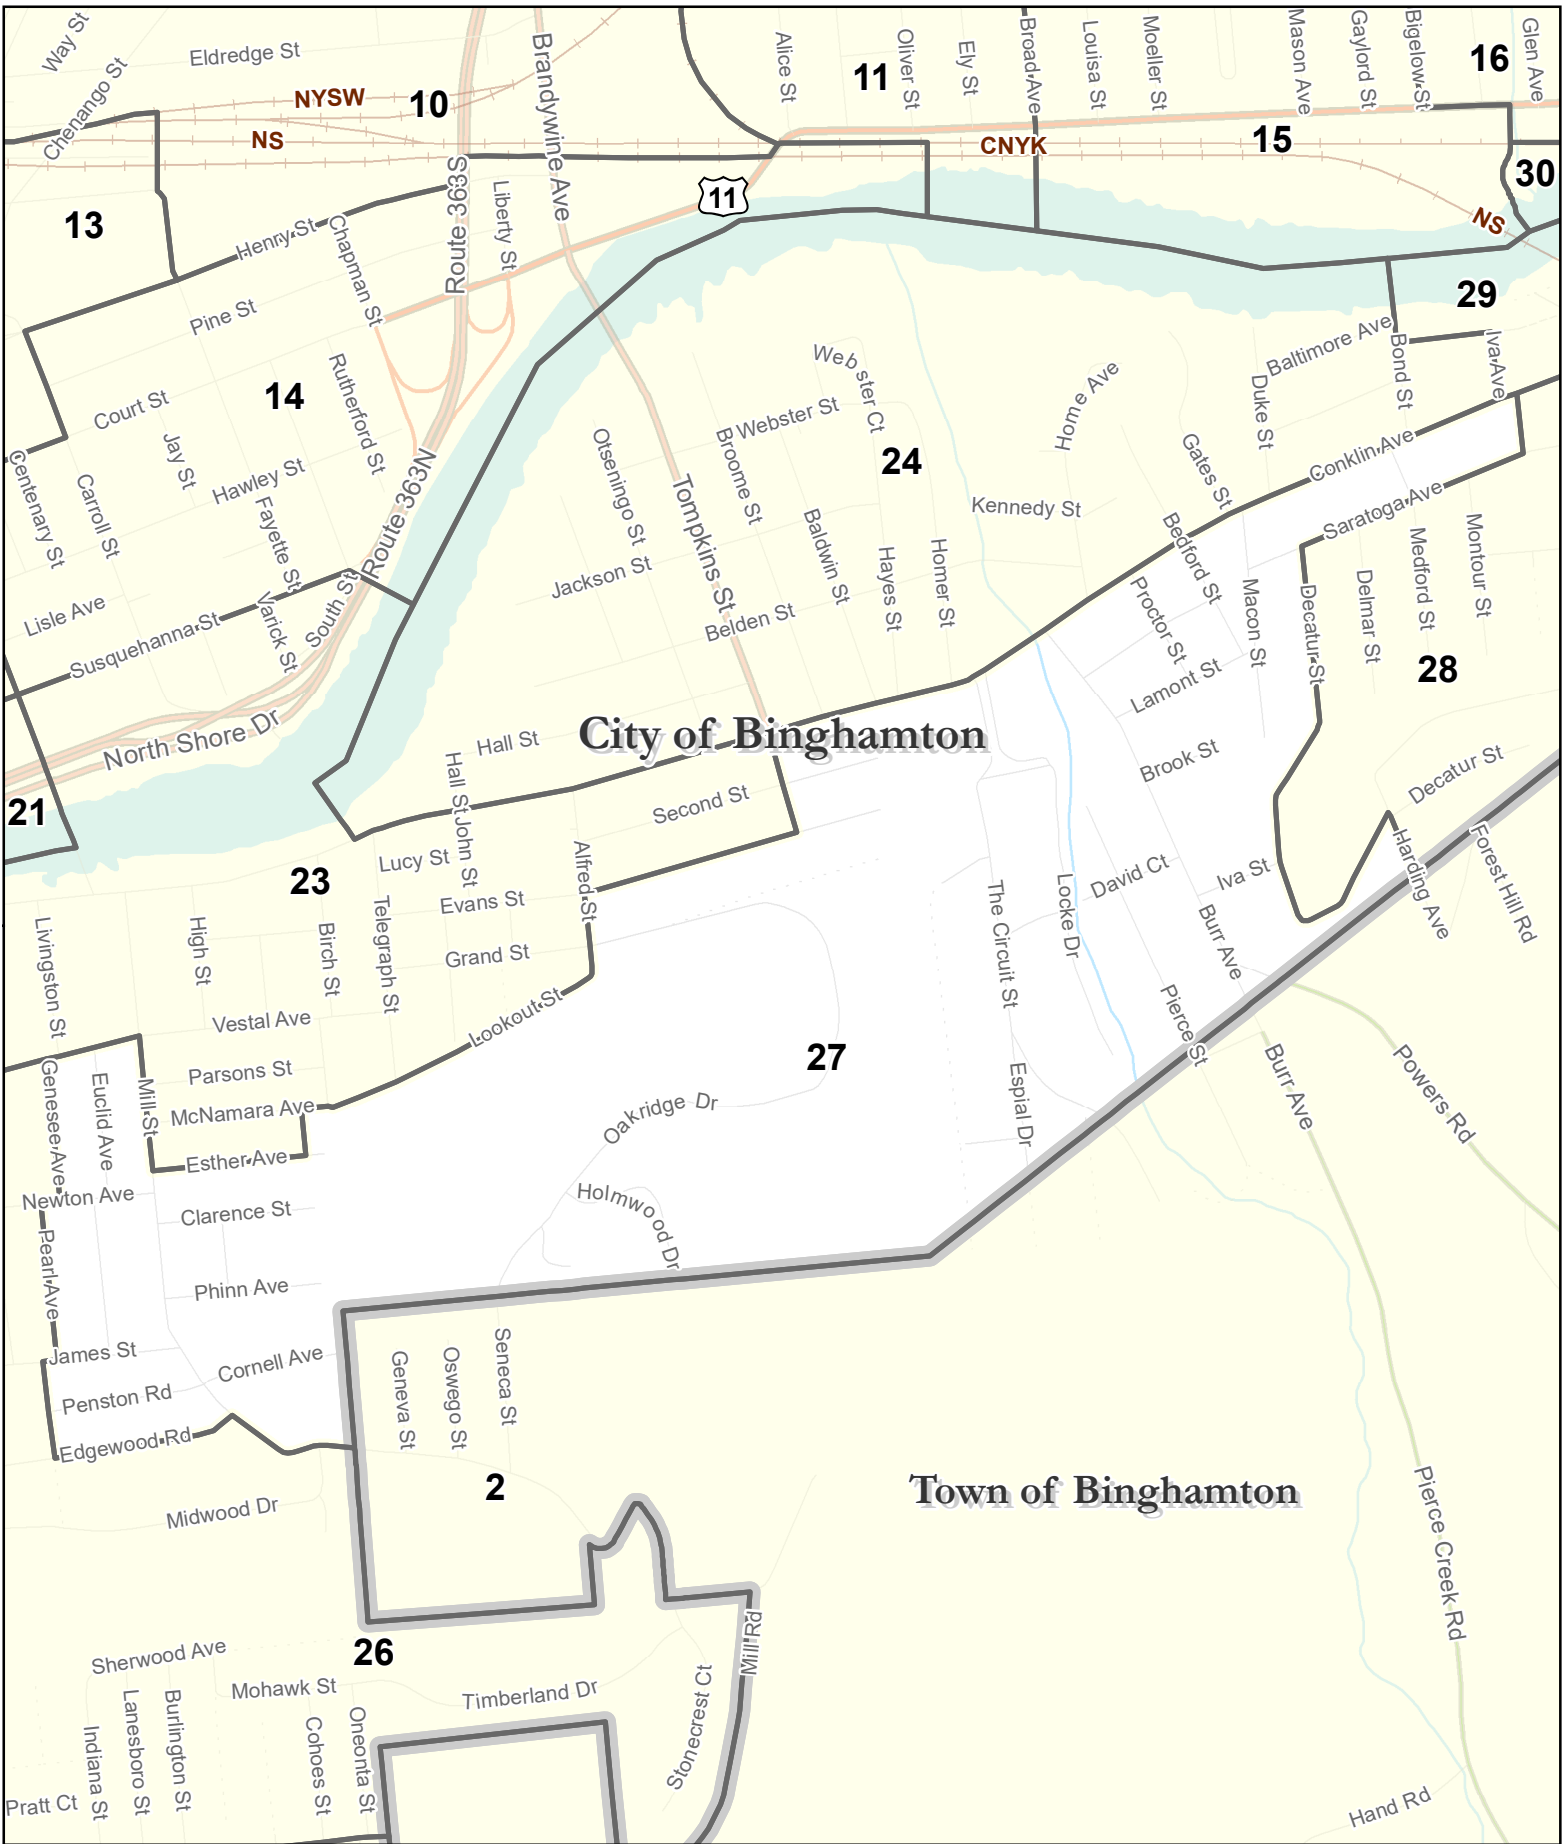 Way St
Eldredge St
Chenango St
NYSW
NS
10
Brandywine Ave
Alice St
11
Oliver St
Ely St
Broad Ave
Louisa St
Moeller St
Mason Ave
Gaylord St
Bigelow St
16
Glen Ave
CNYK
15
30
NS
13
Henry St
Chapman St
Route 363S
Liberty St
11
29
Pine St
Court St
14
Rutherford St
Jay St
Hawley St
Fayette St
Centenary St
Carroll St
Route 363N
Lisle Ave
Susquehanna St
Varick St
South St
North Shore Dr
21
Webster Ct
Webster St
Broome St
24
Otseningo St
Tompkins St
Baldwin St
Hayes St
Homer St
Jackson St
Belden St
Home Ave
Kennedy St
Gates St
Duke St
Baltimore Ave
Bond St
Iva Ave
Conklin Ave
Saratoga Ave
Bedford St
Proctor St
Macon St
Decatur St
Delmar St
Medford St
Montour St
28
Lamont St
Brook St
Decatur St
City of Binghamton
Hall St
Hall St
John St
Second St
Lucy St
23
Alfred St
Evans St
Grand St
Telegraph St
Birch St
High St
Livingston St
Vestal Ave
Lookout St
Parsons St
McNamara Ave
Mill St
Euclid Ave
Genesee Ave
Esther Ave
Newton Ave
Clarence St
Pearl Ave
Phinn Ave
James St
Cornell Ave
Penston Rd
Edgewood Rd
27
Oakridge Dr
Holmwood Dr
The Circuit St
Locke Dr
David Ct
Iva St
Burr Ave
Pierce St
Espial Dr
Harding Ave
Forest Hill Rd
Burr Ave
Powers Rd
Geneva St
Oswego St
Seneca St
2
Town of Binghamton
Pierce Creek Rd
Midwood Dr
26
Sherwood Ave
Mohawk St
Timberland Dr
Stonecrest Ct
Mill Rd
Indiana St
Lanesboro St
Burlington St
Cohoes St
Oneonta St
Pratt Ct
Hand Rd